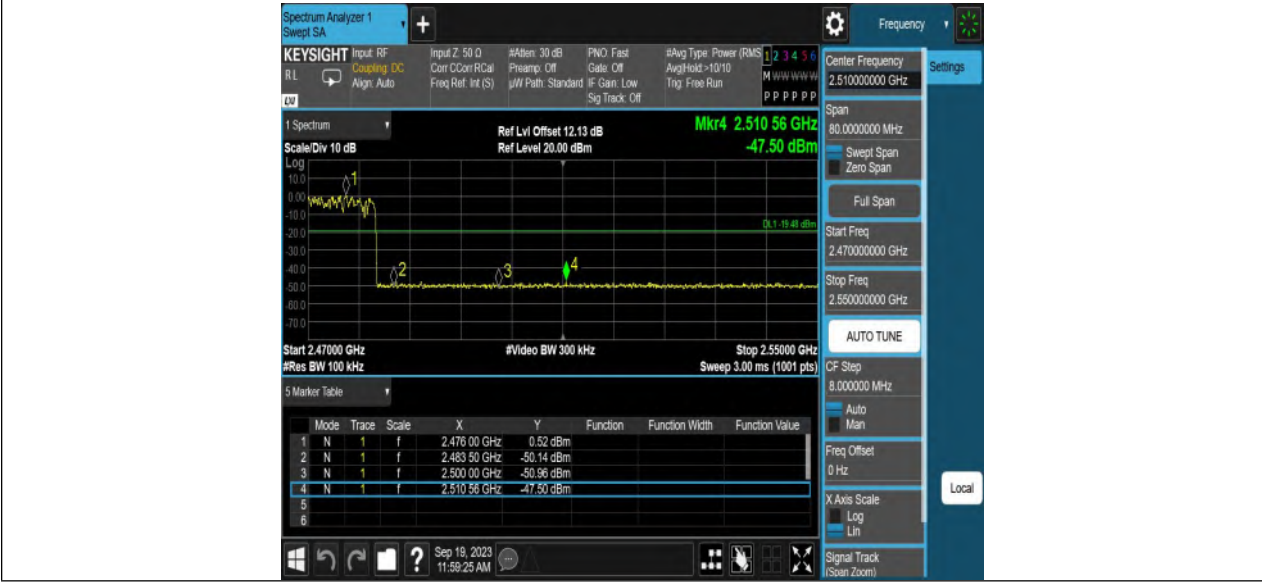 Spectrum Analyzer 1
Swept SA
+
Frequency
KEYSIGHT
RL
LXI
Input: RF
Coupling: DC
Align: Auto
Input Z: 50 Ω
Corr CCorr RCal
Freq Ref: Int (S)
#Atten: 30 dB
Preamp: Off
µW Path: Standard
PNO: Fast
Gate: Off
IF Gain: Low
Sig Track: Off
#Avg Type: Power (RMS
Avg|Hold:>10/10
Trig: Free Run
1 2 3 4 5 6
M W W W W W
P P P P P P
1 Spectrum
Scale/Div 10 dB
Ref Lvl Offset 12.13 dB
Ref Level 20.00 dBm
Mkr4 2.510 56 GHz
-47.50 dBm
Log
10.0
0.00
-10.0
-20.0
-30.0
-40.0
-50.0
-60.0
-70.0
1
2
3
4
DL1 -19.48 dBm
Start 2.47000 GHz
#Res BW 100 kHz
#Video BW 300 kHz
Stop 2.55000 GHz
Sweep 3.00 ms (1001 pts)
5 Marker Table
Mode Trace Scale X Y Function Function Width Function Value
1 N 1 f 2.476 00 GHz 0.52 dBm
2 N 1 f 2.483 50 GHz -50.14 dBm
3 N 1 f 2.500 00 GHz -50.96 dBm
4 N 1 f 2.510 56 GHz -47.50 dBm
5
6
?
Sep 19, 2023
11:59:25 AM
Center Frequency
2.510000000 GHz
Settings
Span
80.0000000 MHz
Swept Span
Zero Span
Full Span
Start Freq
2.470000000 GHz
Stop Freq
2.550000000 GHz
AUTO TUNE
CF Step
8.000000 MHz
Auto
Man
Freq Offset
0 Hz
X Axis Scale
Log
Lin
Signal Track
(Span Zoom)
Local